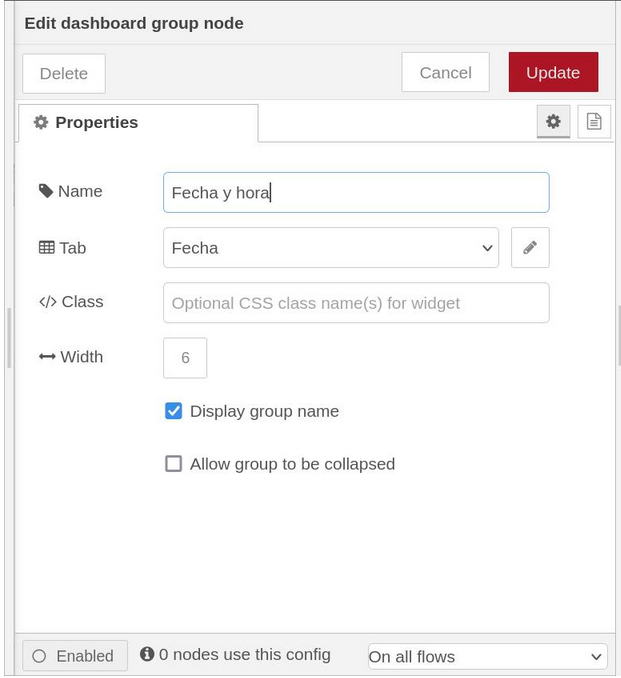 Edit dashboard group node
Delete Cancel Update
Properties
Name Fecha y hora
Tab Fecha
</> Class Optional CSS class name(s) for widget
Width 6
Display group name
Allow group to be collapsed
Enabled 0 nodes use this config On all flows